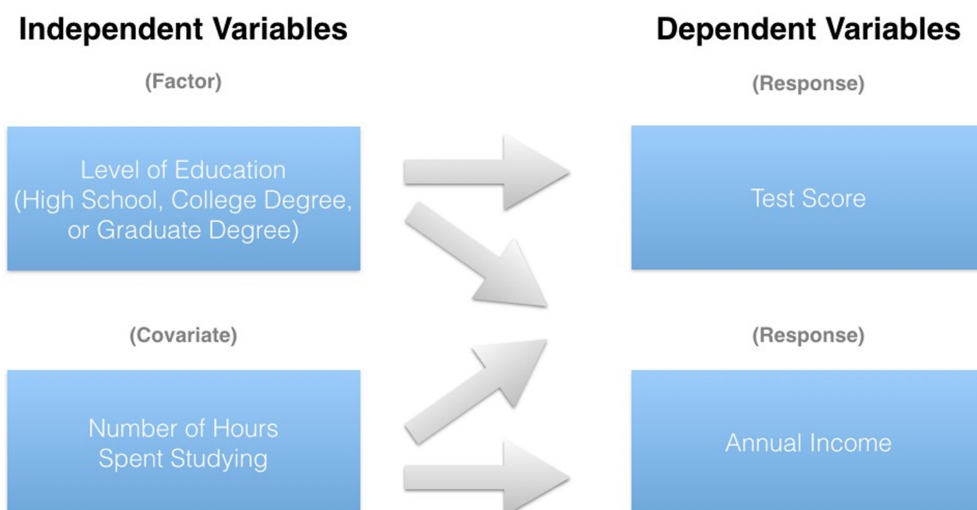 Independent Variables
Dependent Variables
(Factor)
(Response)
Level of Education
(High School, College Degree,
or Graduate Degree)
Test Score
(Covariate)
(Response)
Number of Hours
Spent Studying
Annual Income